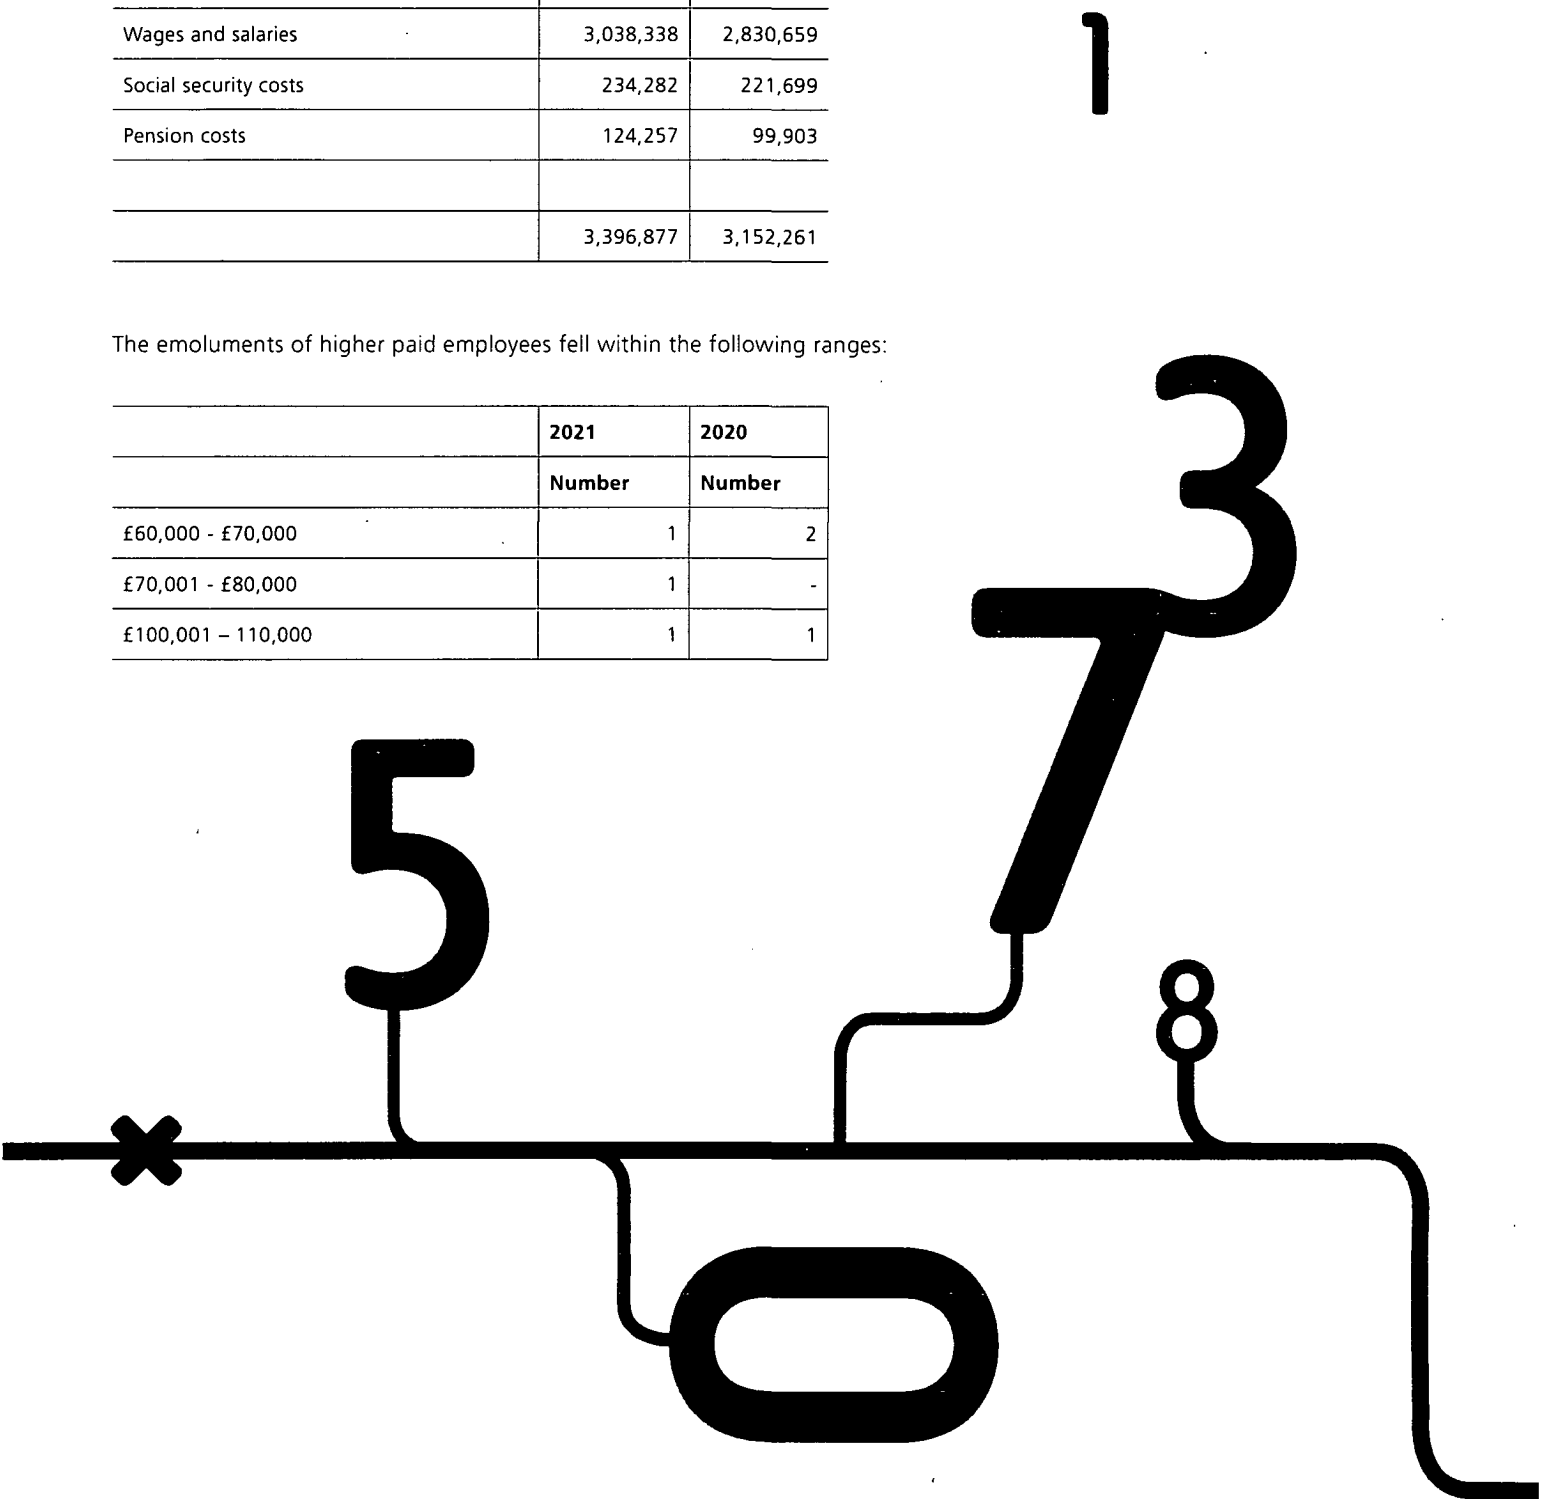 Wages and salaries 3,038,338 2,830,659
1
Social security costs 234,282 221,699
Pension costs 124,257 99,903
3,396,877 3,152,261
The emoluments of higher paid employees fell within the following ranges:
2021 2020
Number Number
£60,000 - £70,000 1 2
£70,001 - £80,000 1 -
£100,001 – 110,000 1 1
3
7
5
8
0